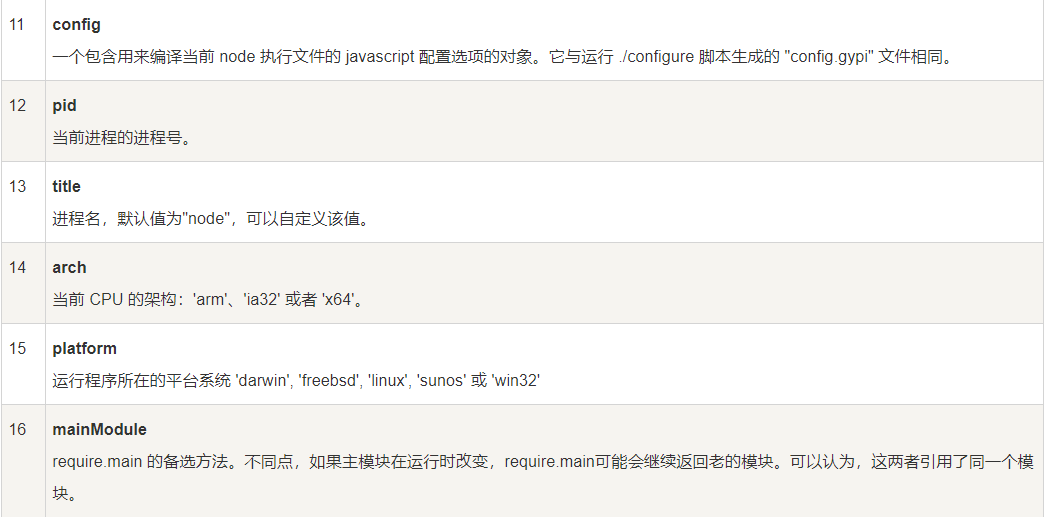 11 config
一个包含用来编译当前 node 执行文件的 javascript 配置选项的对象。它与运行 ./configure 脚本生成的 "config.gypi" 文件相同。
12 pid
当前进程的进程号。
13 title
进程名，默认值为"node"，可以自定义该值。
14 arch
当前 CPU 的架构：'arm'、'ia32' 或者 'x64'。
15 platform
运行程序所在的平台系统 'darwin', 'freebsd', 'linux', 'sunos' 或 'win32'
16 mainModule
require.main 的备选方法。不同点，如果主模块在运行时改变，require.main可能会继续返回老的模块。可以认为，这两者引用了同一个模
块。